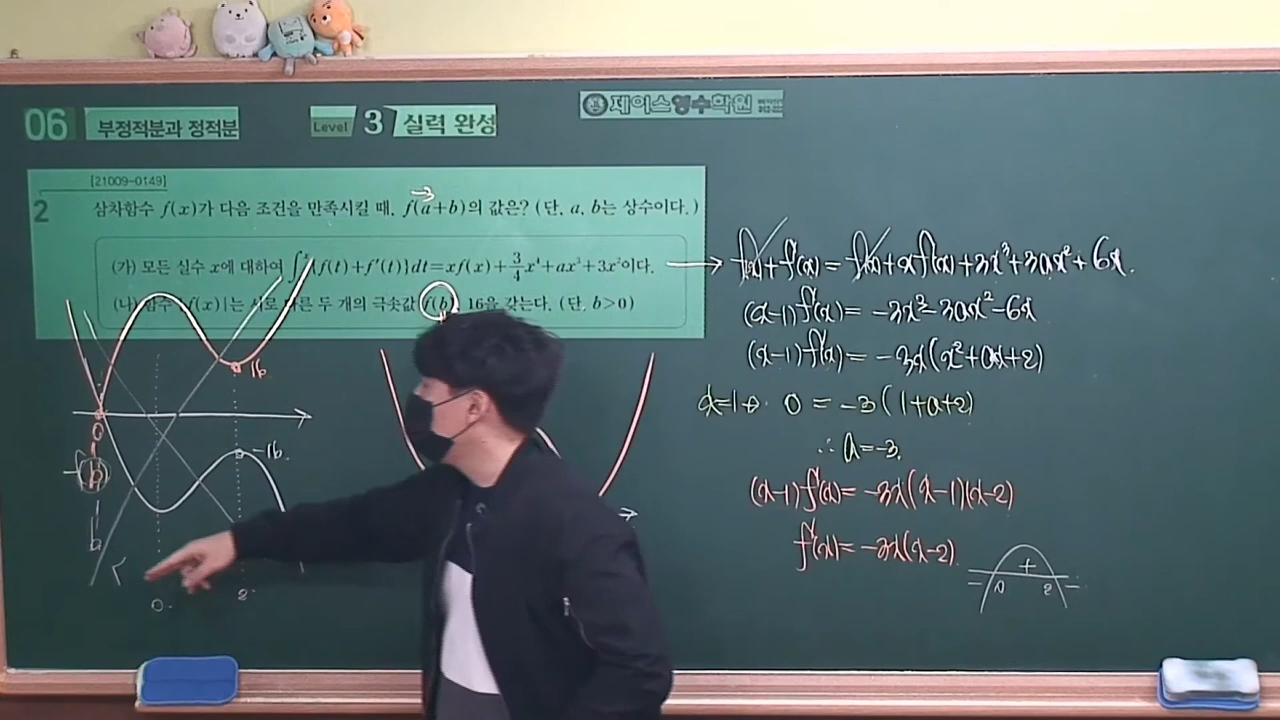 06 부정적분과 정적분
Level 3 실력 완성
제이스영수학원
[21009-0149]
2 삼차함수 f(x)가 다음 조건을 만족시킬 때, f(a+b)의 값은? (단, a, b는 상수이다.)
-3
(가) 모든 실수 x에 대하여 ∫{f(t)+f'(t)}dt=xf(x)+3/4x⁴+ax³+3x²이다.
(나) 함수 |f(x)|는 서로 다른 두 개의 극솟값 f(b), 16을 갖는다. (단, b>0)
f(x)+f'(x)=f(x)+xf'(x)+3x³+3ax²+6x.
(x-1)f'(x)=-3x³-3ax²-6x
(x-1)f'(x)=-3x(x²+ax+2)
x=1→ 0=-3(1+a+2)
∴a=-3.
(x-1)f'(x)=-3x(x-1)(x-2)
f'(x)=-3x(x-2)
+
0 2
16
0
b
-16.
0. 2